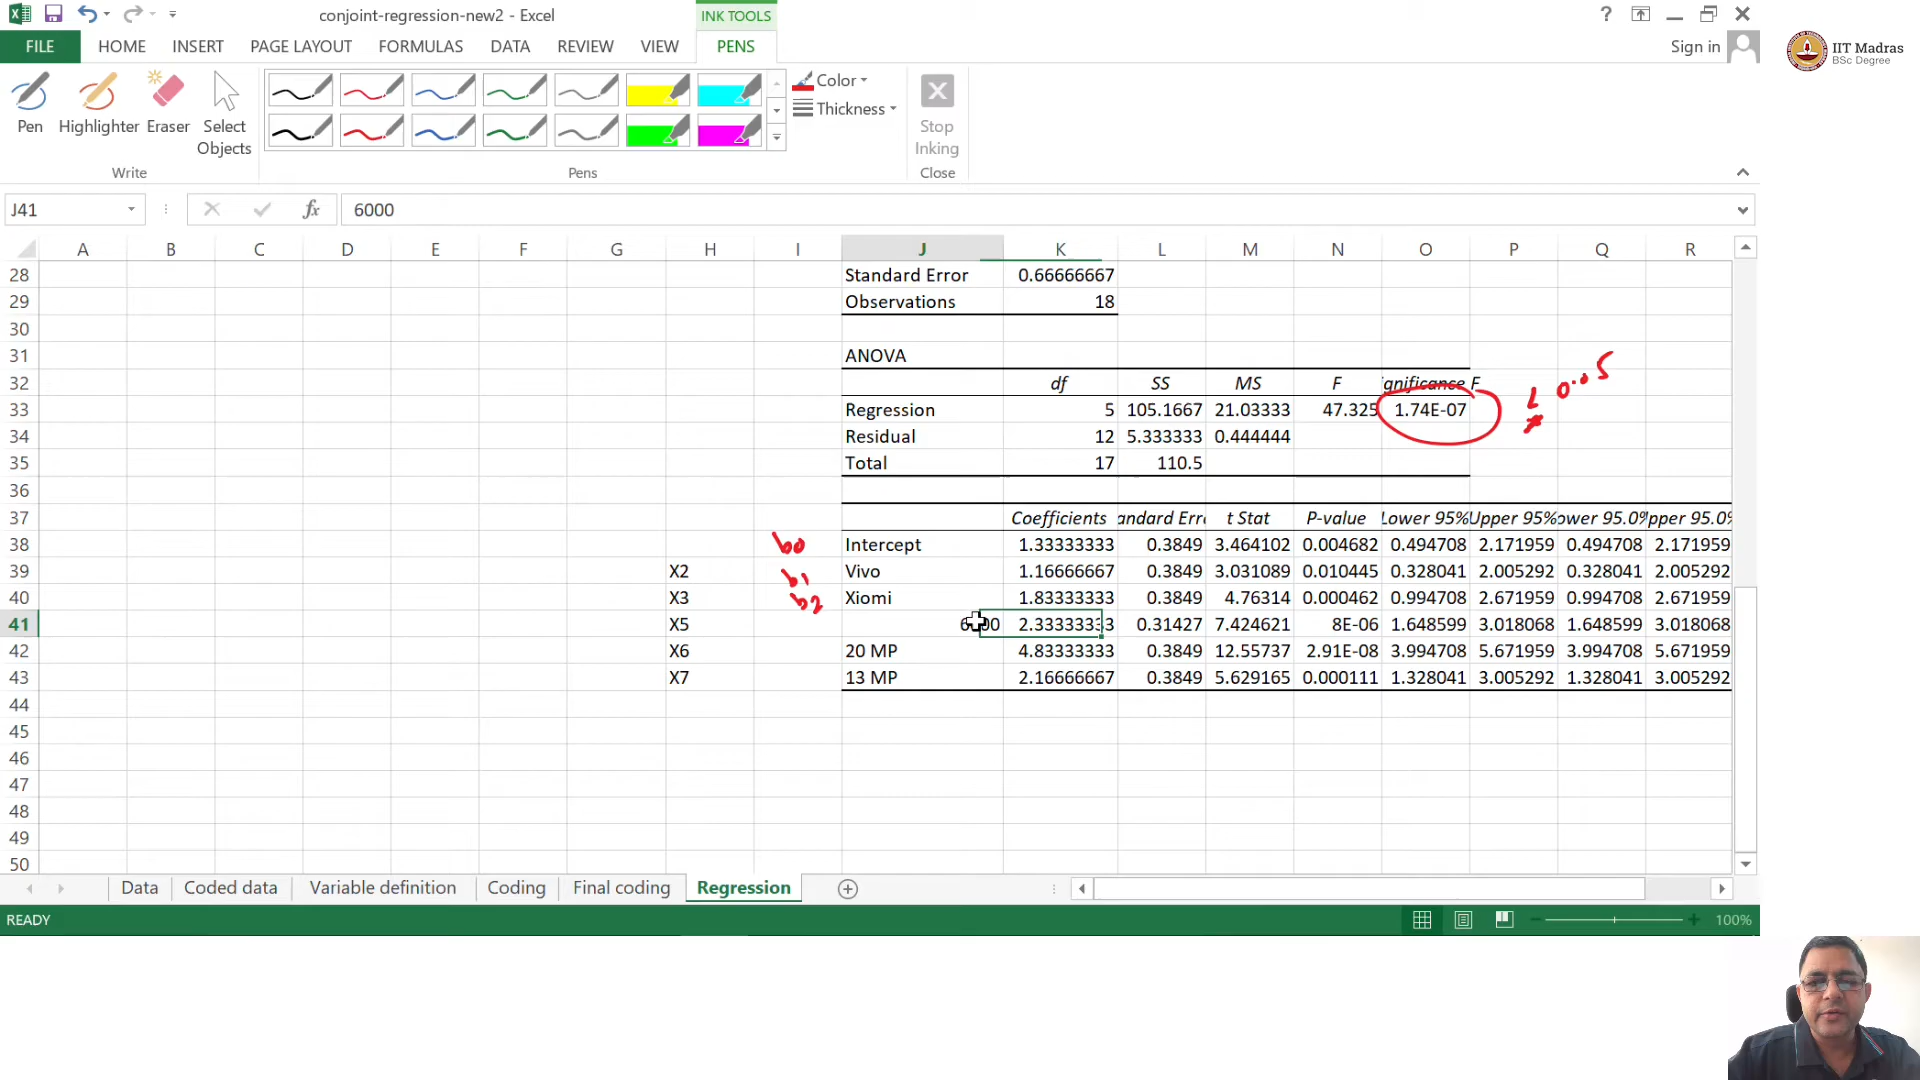 conjoint-regression-new2 - Excel
INK TOOLS
FILE HOME INSERT PAGE LAYOUT FORMULAS DATA REVIEW VIEW PENS
Sign in
IIT Madras
BSc Degree
Pen Highlighter Eraser Select Objects
Color
Thickness
Stop Inking
Write Pens Close
J41 fx 6000
A B C D E F G H I J K L M N O P Q R
28 Standard Error 0.66666667
29 Observations 18
30
31 ANOVA
32 df SS MS F ignificance F
33 Regression 5 105.1667 21.03333 47.325 1.74E-07
0.05
34 Residual 12 5.333333 0.444444
35 Total 17 110.5
36
37 Coefficients andard Erro t Stat P-value Lower 95% Upper 95% ower 95.0% pper 95.0%
38 b0 Intercept 1.33333333 0.3849 3.464102 0.004682 0.494708 2.171959 0.494708 2.171959
39 X2 b1 Vivo 1.16666667 0.3849 3.031089 0.010445 0.328041 2.005292 0.328041 2.005292
40 X3 b2 Xiomi 1.83333333 0.3849 4.76314 0.000462 0.994708 2.671959 0.994708 2.671959
41 X5 6000 2.33333333 0.31427 7.424621 8E-06 1.648599 3.018068 1.648599 3.018068
42 X6 20 MP 4.83333333 0.3849 12.55737 2.91E-08 3.994708 5.671959 3.994708 5.671959
43 X7 13 MP 2.16666667 0.3849 5.629165 0.000111 1.328041 3.005292 1.328041 3.005292
44
45
46
47
48
49
50
Data Coded data Variable definition Coding Final coding Regression
READY 100%